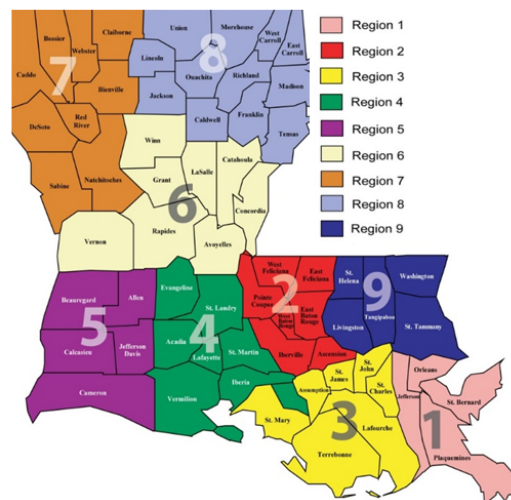 Region 1
Region 2
Region 3
Region 4
Region 5
Region 6
Region 7
Region 8
Region 9
Union
Morehouse
West
Carroll
East
Carroll
Claiborne
Bossier
Webster
Lincoln
8
Ouachita
Richland
Madison
Caddo
7
Bienville
Jackson
Caldwell
Franklin
Tensas
DeSoto
Red
River
Winn
Catahoula
LaSalle
Grant
Natchitoches
Sabine
6
Concordia
Rapides
Avoyelles
Vernon
West
Feliciana
East
Feliciana
St.
Helena
Washington
9
Tangipahoa
Beauregard
Allen
Evangeline
St. Landry
Pointe
Coupee
2
West
Baton
Rouge
East
Baton
Rouge
Livingston
St. Tammany
5
Calcasieu
Jefferson
Davis
Acadia
4
Lafayette
St. Martin
Iberville
Ascension
Cameron
Vermilion
Iberia
Assumption
St.
James
St.
John
St.
Charles
Orleans
Jefferson
St. Bernard
St. Mary
3
Lafourche
Terrebonne
1
Plaquemines